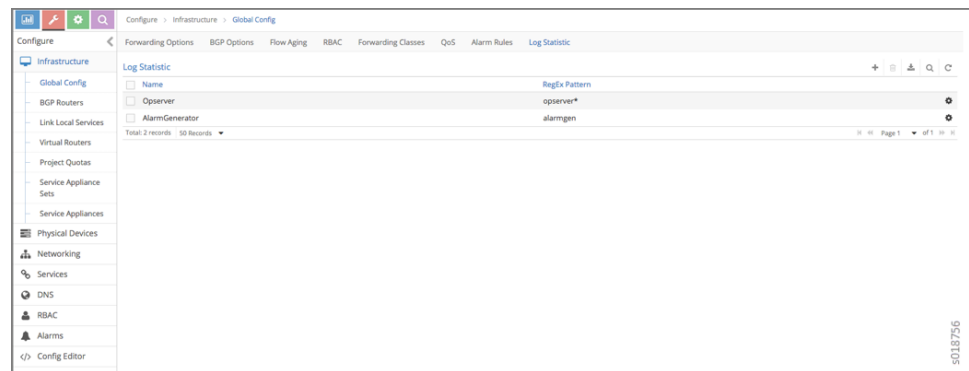 Configure > Infrastructure > Global Config
Configure
Forwarding Options BGP Options Flow Aging RBAC Forwarding Classes QoS Alarm Rules Log Statistic
Infrastructure
Global Config
BGP Routers
Link Local Services
Virtual Routers
Project Quotas
Service Appliance
Sets
Service Appliances
Physical Devices
Networking
Services
DNS
RBAC
Alarms
</> Config Editor
Log Statistic
Name RegEx Pattern
Opserver opserver*
AlarmGenerator alarmgen
Total: 2 records 50 Records Page 1 of 1
s018756